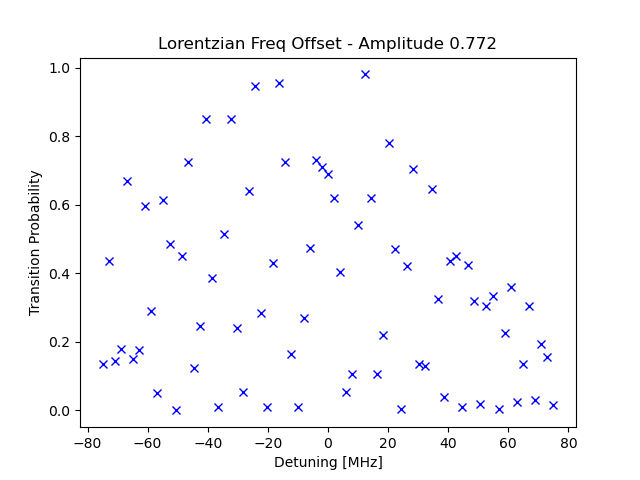 Lorentzian Freq Offset - Amplitude 0.772
1.0
0.8
0.6
0.4
0.2
0.0
Transition Probability
−80 −60 −40 −20 0 20 40 60 80
Detuning [MHz]